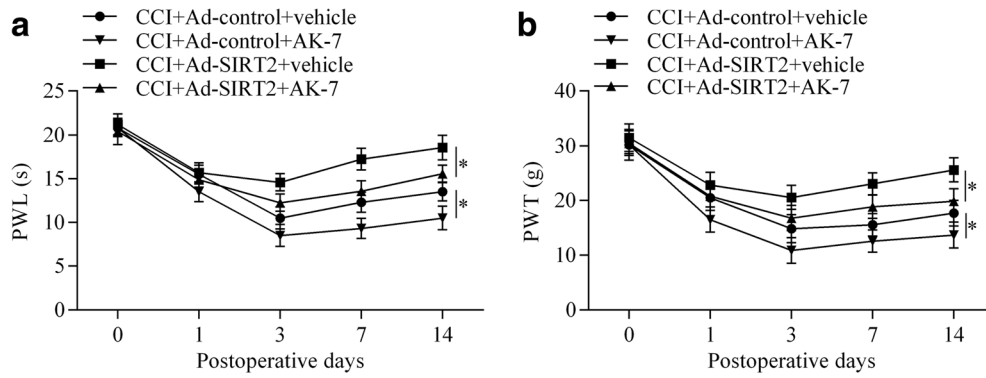 a
CCI+Ad-control+vehicle
CCI+Ad-control+AK-7
CCI+Ad-SIRT2+vehicle
CCI+Ad-SIRT2+AK-7
PWL (s)
25
20
15
10
5
0
*
*
0 1 3 7 14
Postoperative days
b
CCI+Ad-control+vehicle
CCI+Ad-control+AK-7
CCI+Ad-SIRT2+vehicle
CCI+Ad-SIRT2+AK-7
PWT (g)
40
30
20
10
0
*
*
0 1 3 7 14
Postoperative days